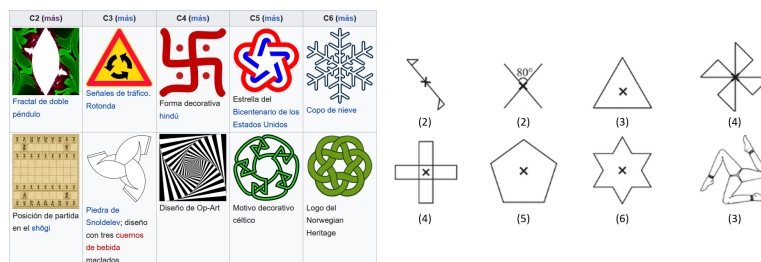 C2 (más) C3 (más) C4 (más) C5 (más) C6 (más)
Fractal de doble
péndulo
Señales de tráfico.
Rotonda
Forma decorativa
hindú
Estrella del
Bicentenario de los
Estados Unidos
Copo de nieve
Posición de partida
en el shōgi
Piedra de
Snoldelev; diseño
con tres cuernos
de bebida
maclados
Diseño de Op-Art
Motivo decorativo
céltico
Logo del
Norwegian
Heritage
80°
(2) (2) (3) (4)
(4) (5) (6) (3)